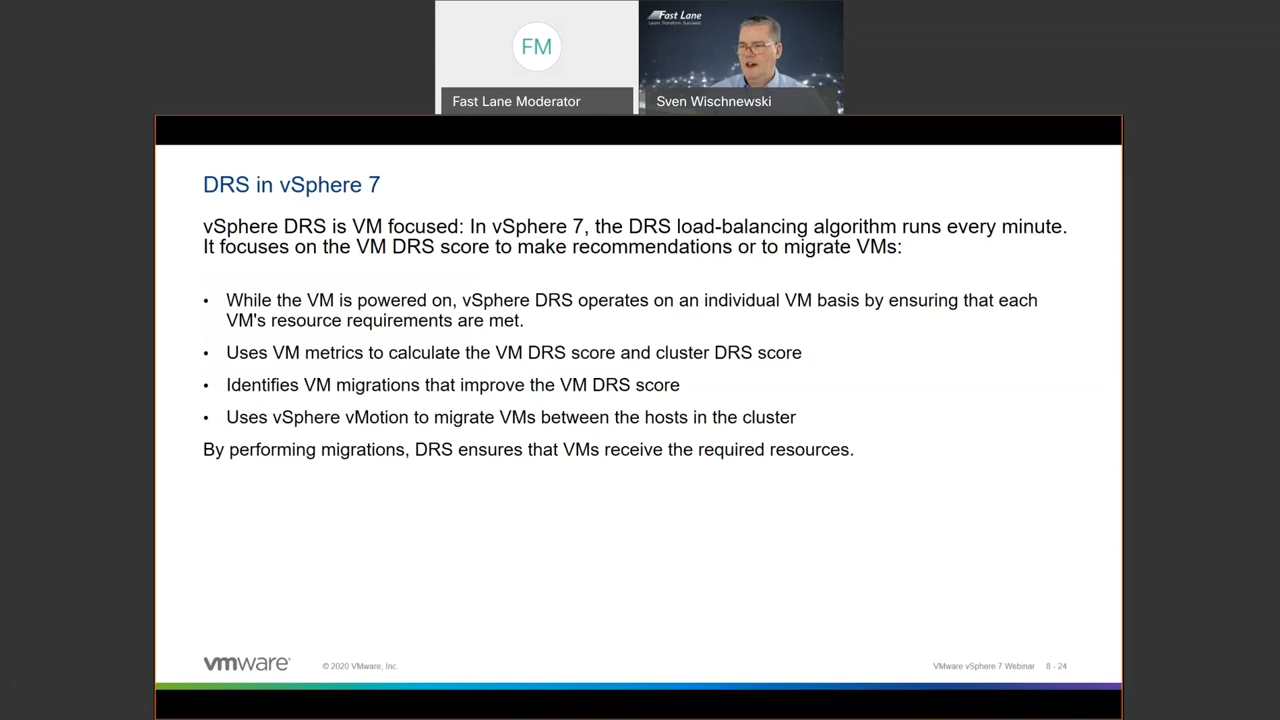 FM
Fast Lane
Learn. Transform. Succeed.
Fast Lane Moderator
Sven Wischnewski
DRS in vSphere 7
vSphere DRS is VM focused: In vSphere 7, the DRS load-balancing algorithm runs every minute.
It focuses on the VM DRS score to make recommendations or to migrate VMs:
• While the VM is powered on, vSphere DRS operates on an individual VM basis by ensuring that each
VM's resource requirements are met.
• Uses VM metrics to calculate the VM DRS score and cluster DRS score
• Identifies VM migrations that improve the VM DRS score
• Uses vSphere vMotion to migrate VMs between the hosts in the cluster
By performing migrations, DRS ensures that VMs receive the required resources.
vmware®
© 2020 VMware, Inc.
VMware vSphere 7 Webinar 8 - 24